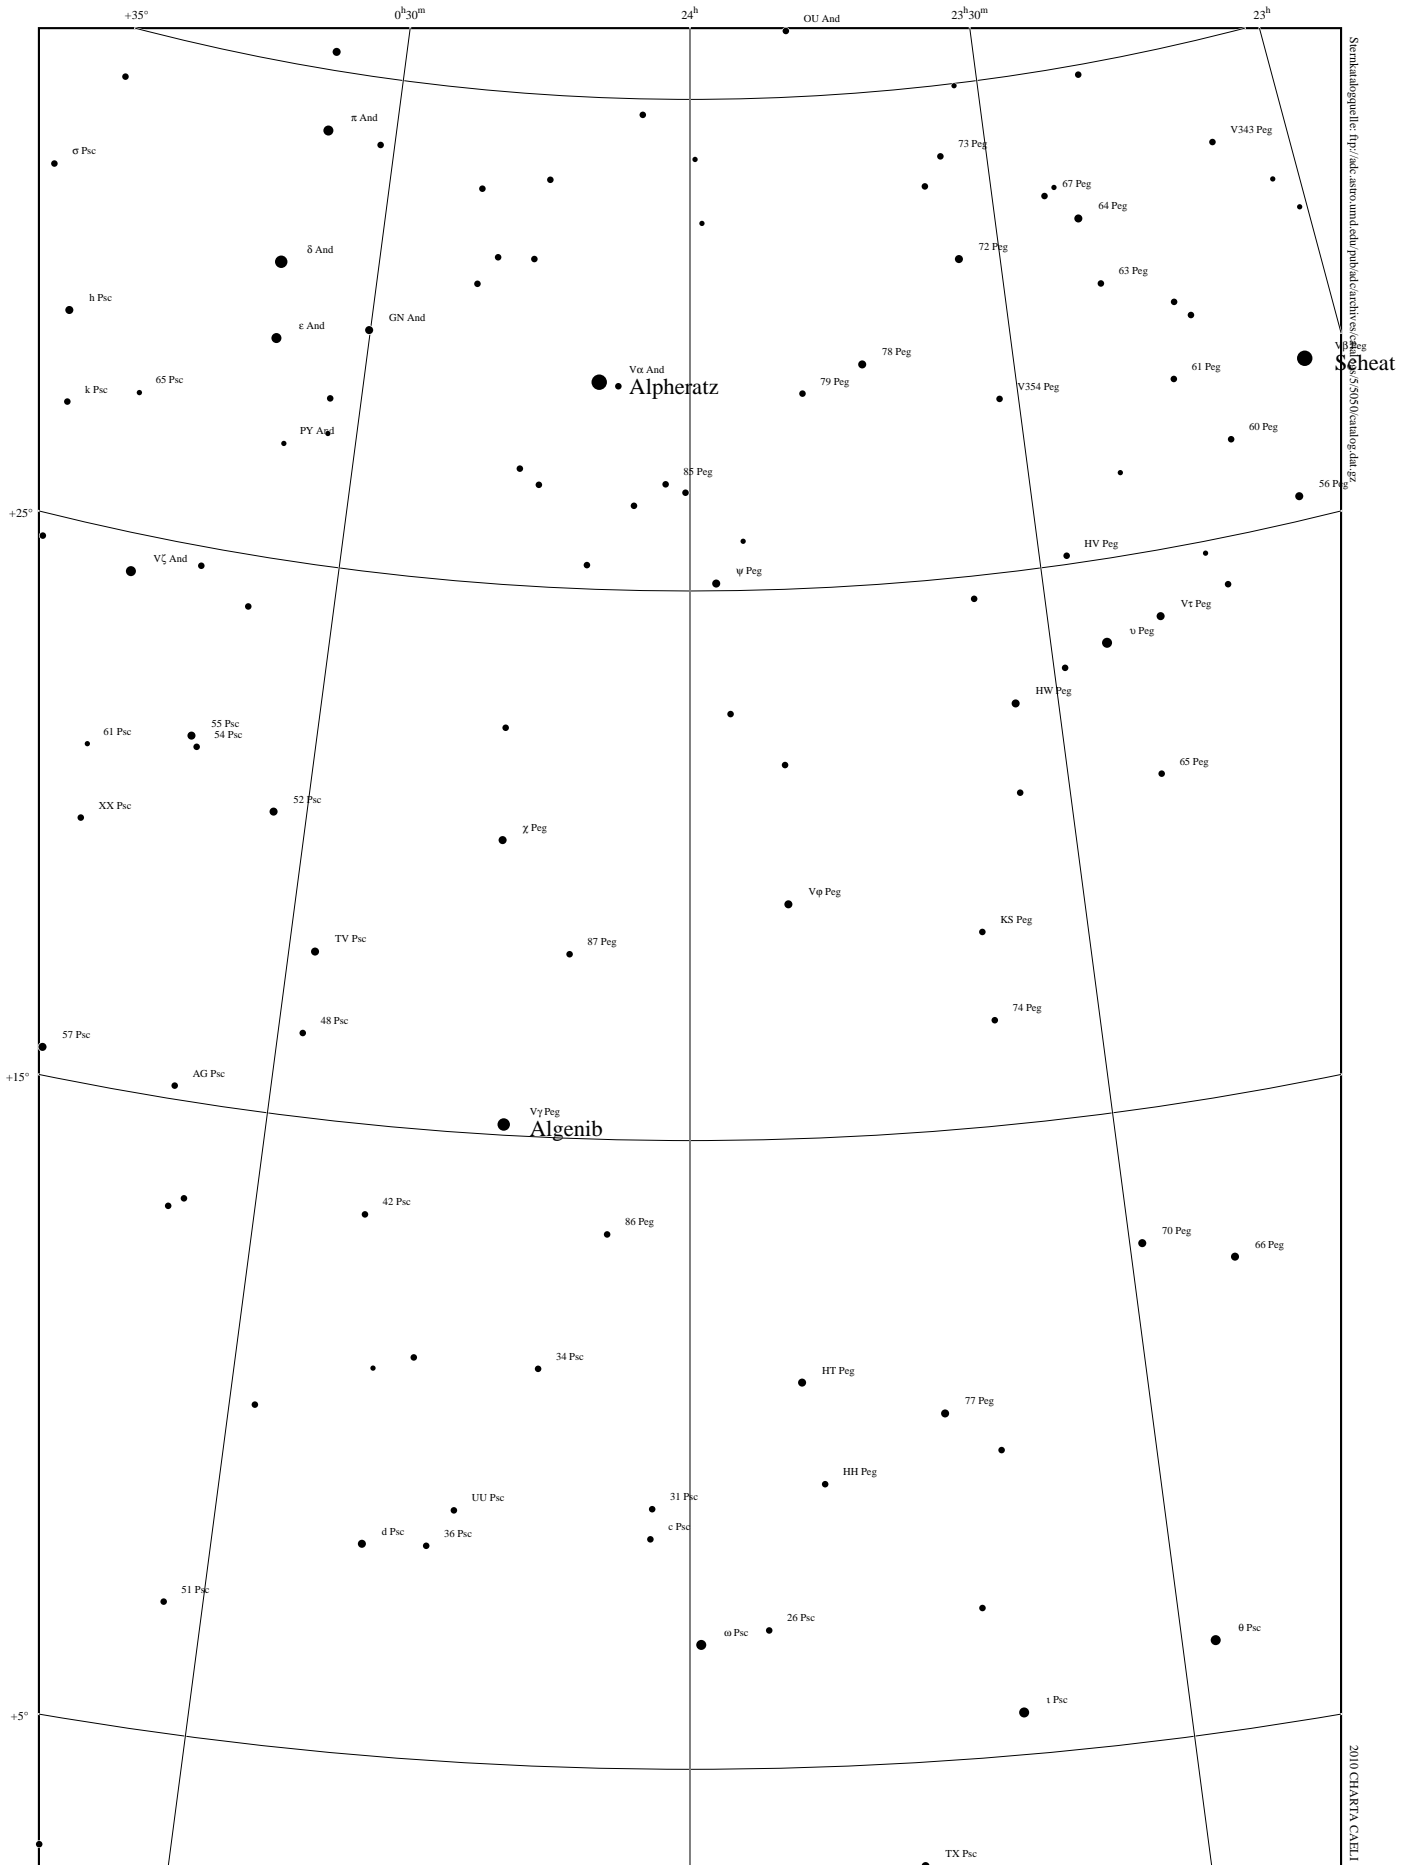 +35°
0h30m
24h
OU And
23h30m
23h
π And
σ Psc
73 Peg
V343 Peg
67 Peg
64 Peg
δ And
72 Peg
63 Peg
h Psc
GN And
ε And
Vβ Peg
Scheat
78 Peg
61 Peg
Vα And
Alpheratz
65 Psc
k Psc
79 Peg
V354 Peg
PY And
60 Peg
85 Peg
56 Peg
+25°
HV Peg
Vζ And
ψ Peg
Vτ Peg
υ Peg
HW Peg
61 Psc
55 Psc
54 Psc
65 Peg
XX Psc
52 Psc
χ Peg
Vφ Peg
KS Peg
TV Psc
87 Peg
74 Peg
48 Psc
57 Psc
AG Psc
+15°
Vγ Peg
Algenib
42 Psc
86 Peg
70 Peg
66 Peg
34 Psc
HT Peg
77 Peg
HH Peg
UU Psc
31 Psc
d Psc
36 Psc
c Psc
51 Psc
26 Psc
ω Psc
θ Psc
ι Psc
+5°
TX Psc
Sternkatalogquelle: ftp://adc.astro.umd.edu/pub/adc/archives/catalogs/5/5050/catalog.dat.gz
2010 CHARTA CAELI